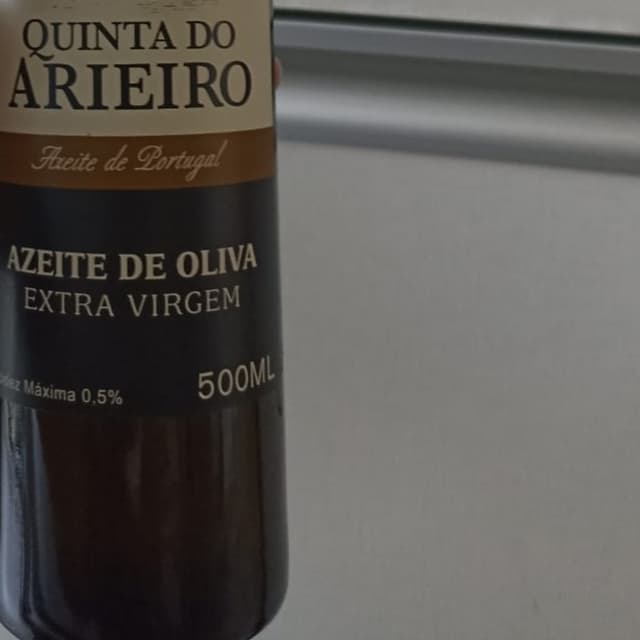 QUINTA DO
ARIEIRO
Azeite de Portugal
AZEITE DE OLIVA
EXTRA VIRGEM
Máxima 0,5%
500ML